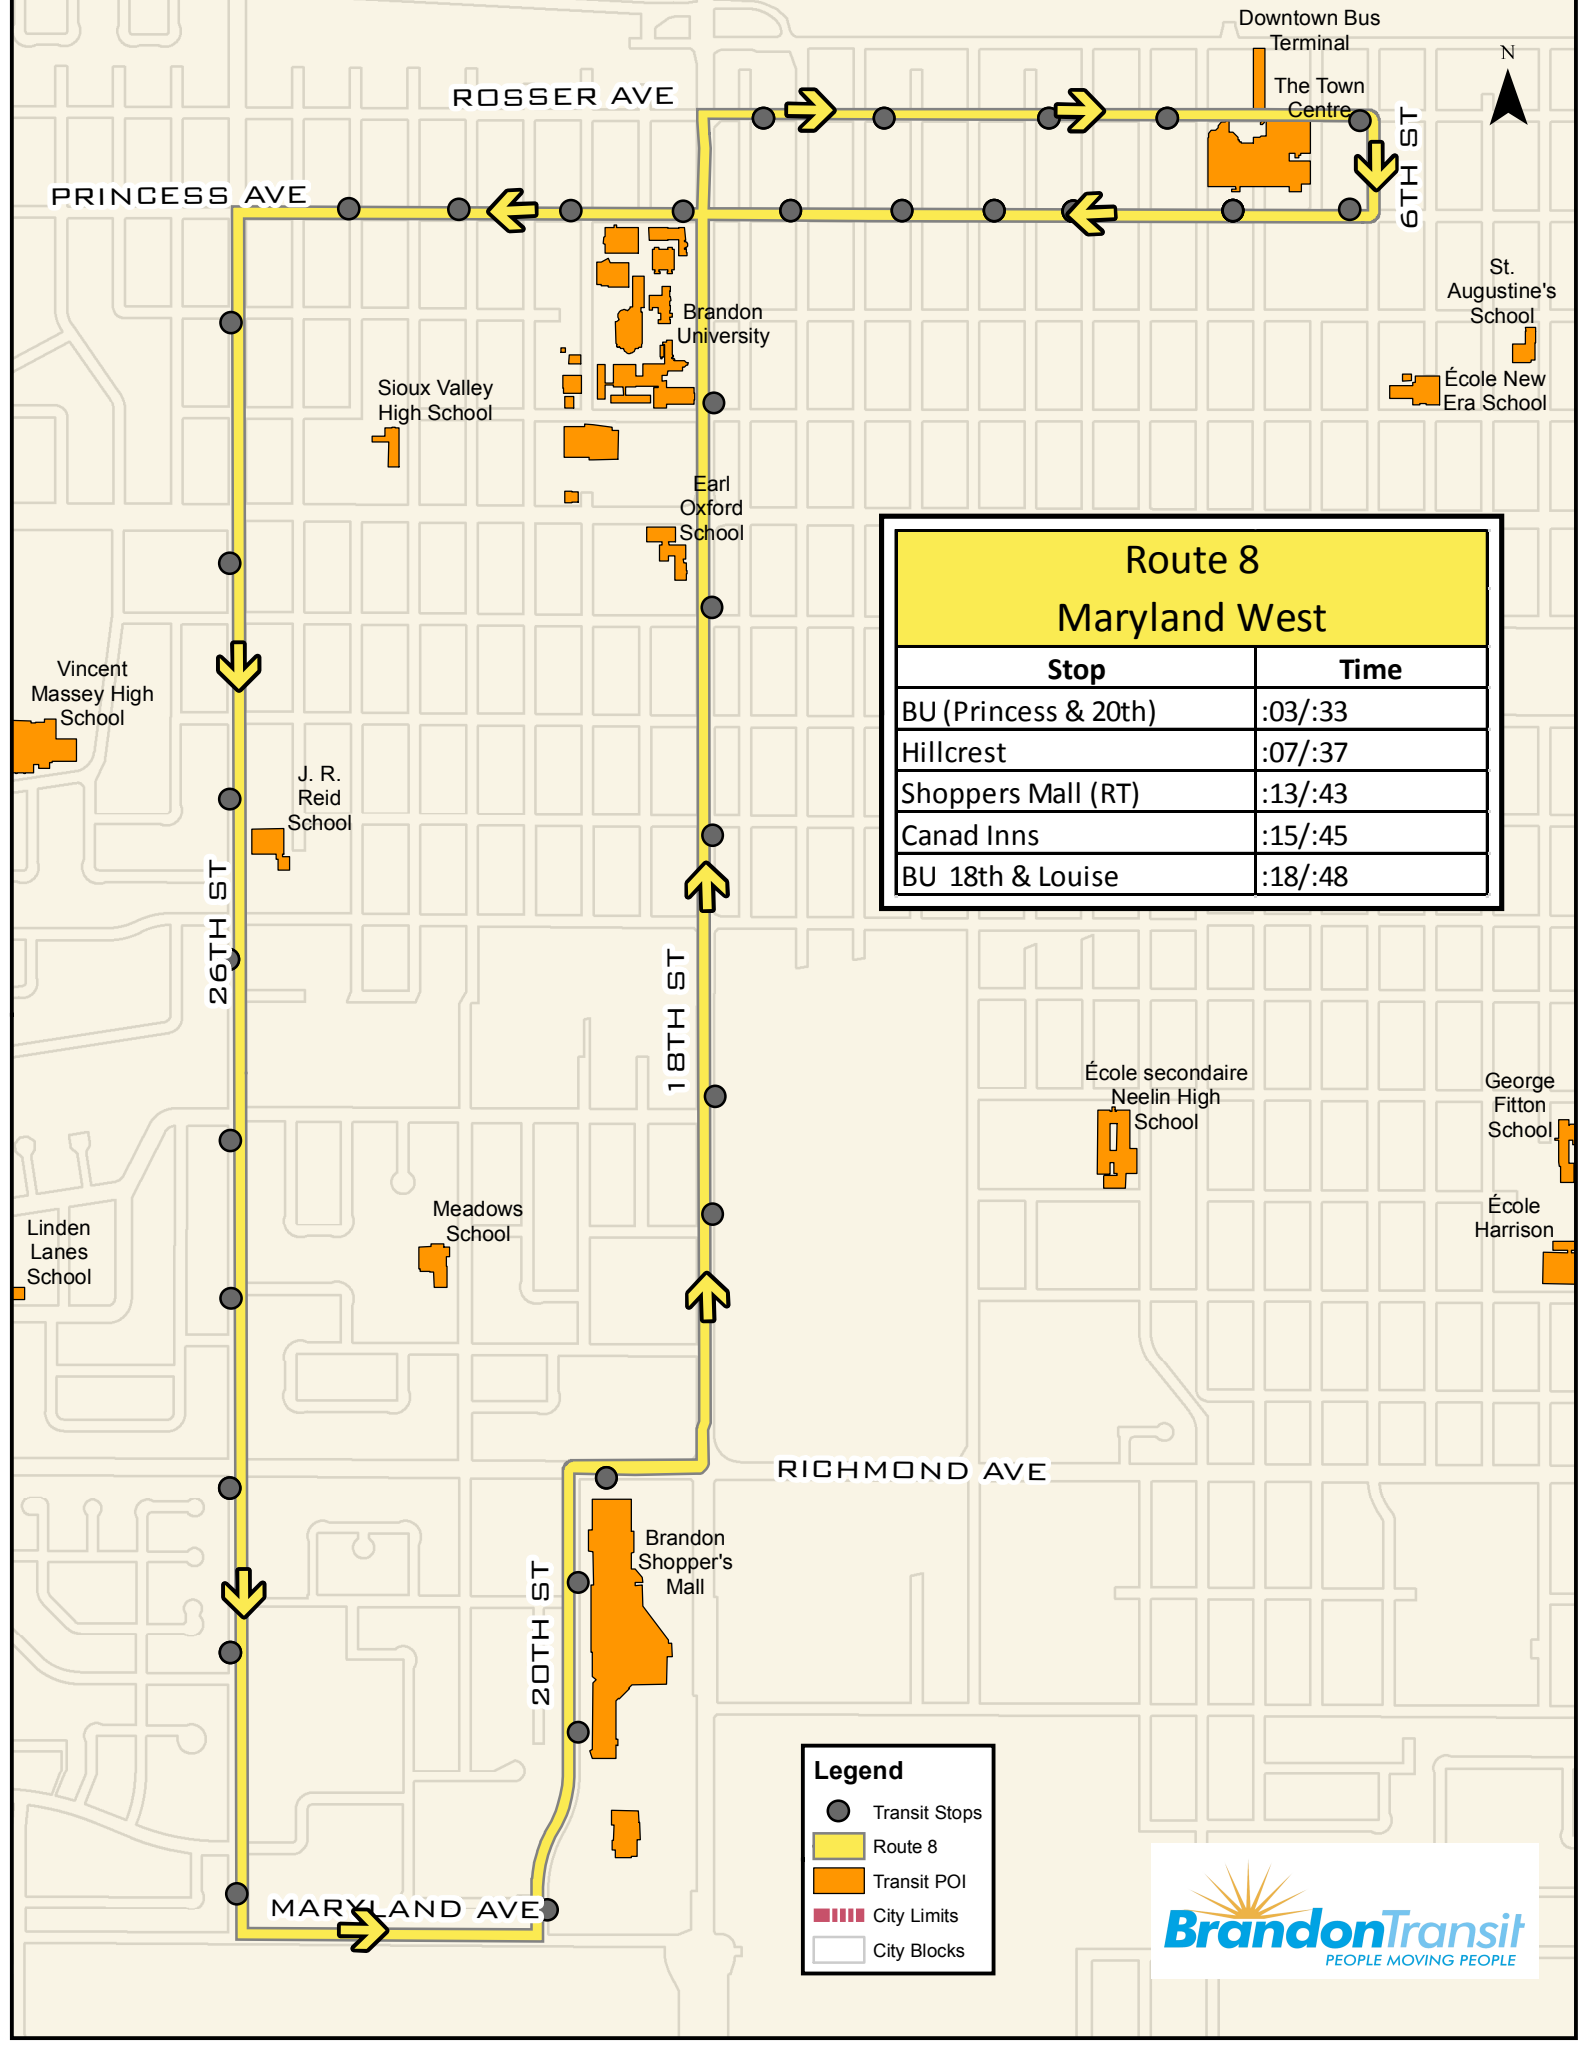 Downtown Bus
Terminal
N
The Town
Centre
ROSSER AVE
6TH ST
PRINCESS AVE
St.
Augustine's
School
Brandon
University
École New
Era School
Sioux Valley
High School
Earl
Oxford
School
Route 8
Maryland West
Stop Time
BU (Princess & 20th) :03/:33
Hillcrest :07/:37
Shoppers Mall (RT) :13/:43
Canad Inns :15/:45
BU 18th & Louise :18/:48
Vincent
Massey High
School
J. R.
Reid
School
26TH ST
18TH ST
École secondaire
Neelin High
School
George
Fitton
School
Meadows
School
École
Harrison
Linden
Lanes
School
RICHMOND AVE
Brandon
Shopper's
Mall
20TH ST
MARYLAND AVE
Legend
Transit Stops
Route 8
Transit POI
City Limits
City Blocks
BrandonTransit
PEOPLE MOVING PEOPLE